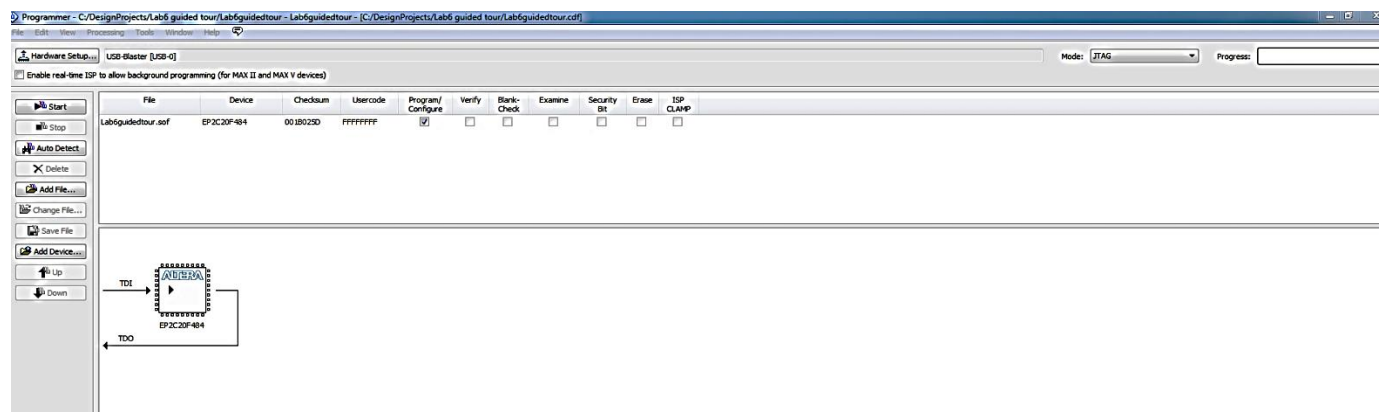 Programmer - C:/DesignProjects/Lab6 guided tour/Lab6guidedtour - Lab6guidedtour - [C:/DesignProjects/Lab6 guided tour/Lab6guidedtour.cdf]
File Edit View Processing Tools Window Help
Hardware Setup... USB-Blaster [USB-0] Mode: JTAG Progress:
Enable real-time ISP to allow background programming (for MAX II and MAX V devices)
Start
Stop
Auto Detect
Delete
Add File...
Change File...
Save File
Add Device...
Up
Down
File Device Checksum Usercode Program/ Verify Blank- Examine Security Erase ISP
Configure Check Bit CLAMP
Lab6guidedtour.sof EP2C20F484 001B025D FFFFFFFF
ALTERA
TDI
EP2C20F484
TDO